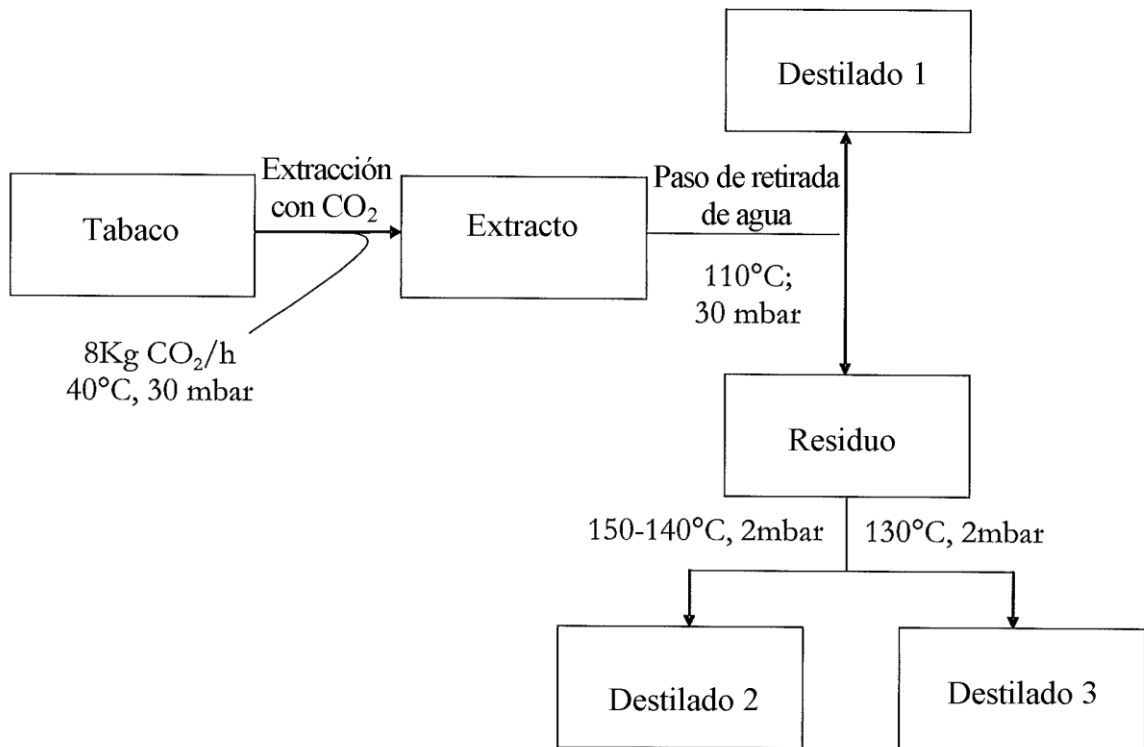 Destilado 1
Extracción
con CO₂
Tabaco
Extracto
Paso de retirada
de agua
110°C;
30 mbar
8Kg CO₂/h
40°C, 30 mbar
Residuo
150-140°C, 2mbar
130°C, 2mbar
Destilado 2
Destilado 3